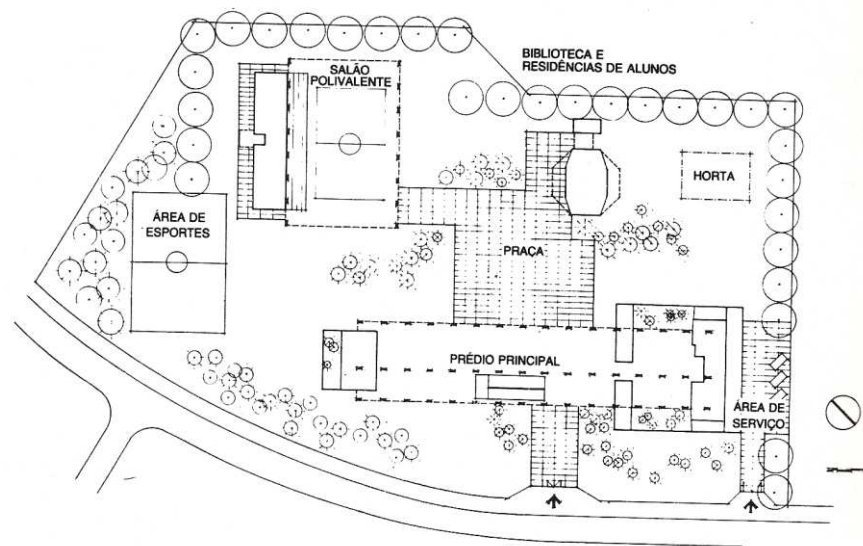 BIBLIOTECA E
RESIDÊNCIAS DE ALUNOS
SALÃO
POLIVALENTE
HORTA
ÁREA DE
ESPORTES
PRAÇA
PRÉDIO PRINCIPAL
ÁREA DE
SERVIÇO